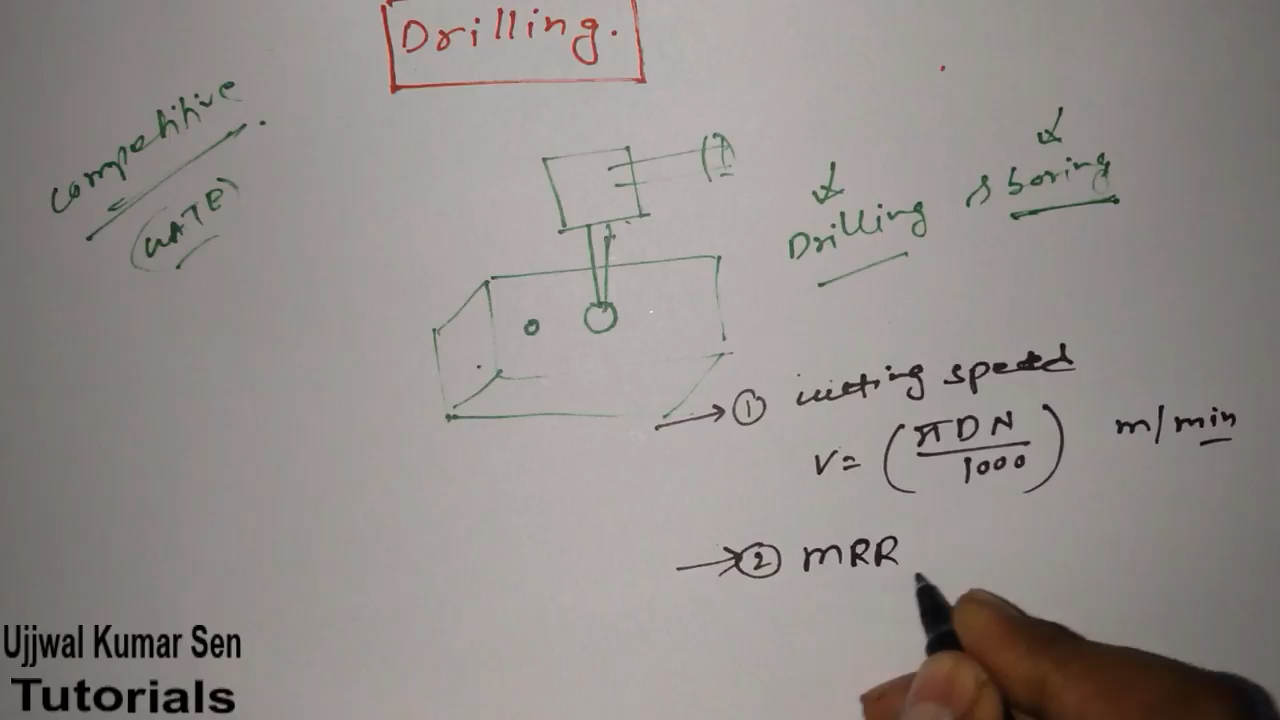 Drilling.
competitive
(GATE)
Drilling & boring
→ ① cutting speed
V = (πDN/1000) m/min
→ ② MRR
Ujjwal Kumar Sen
Tutorials